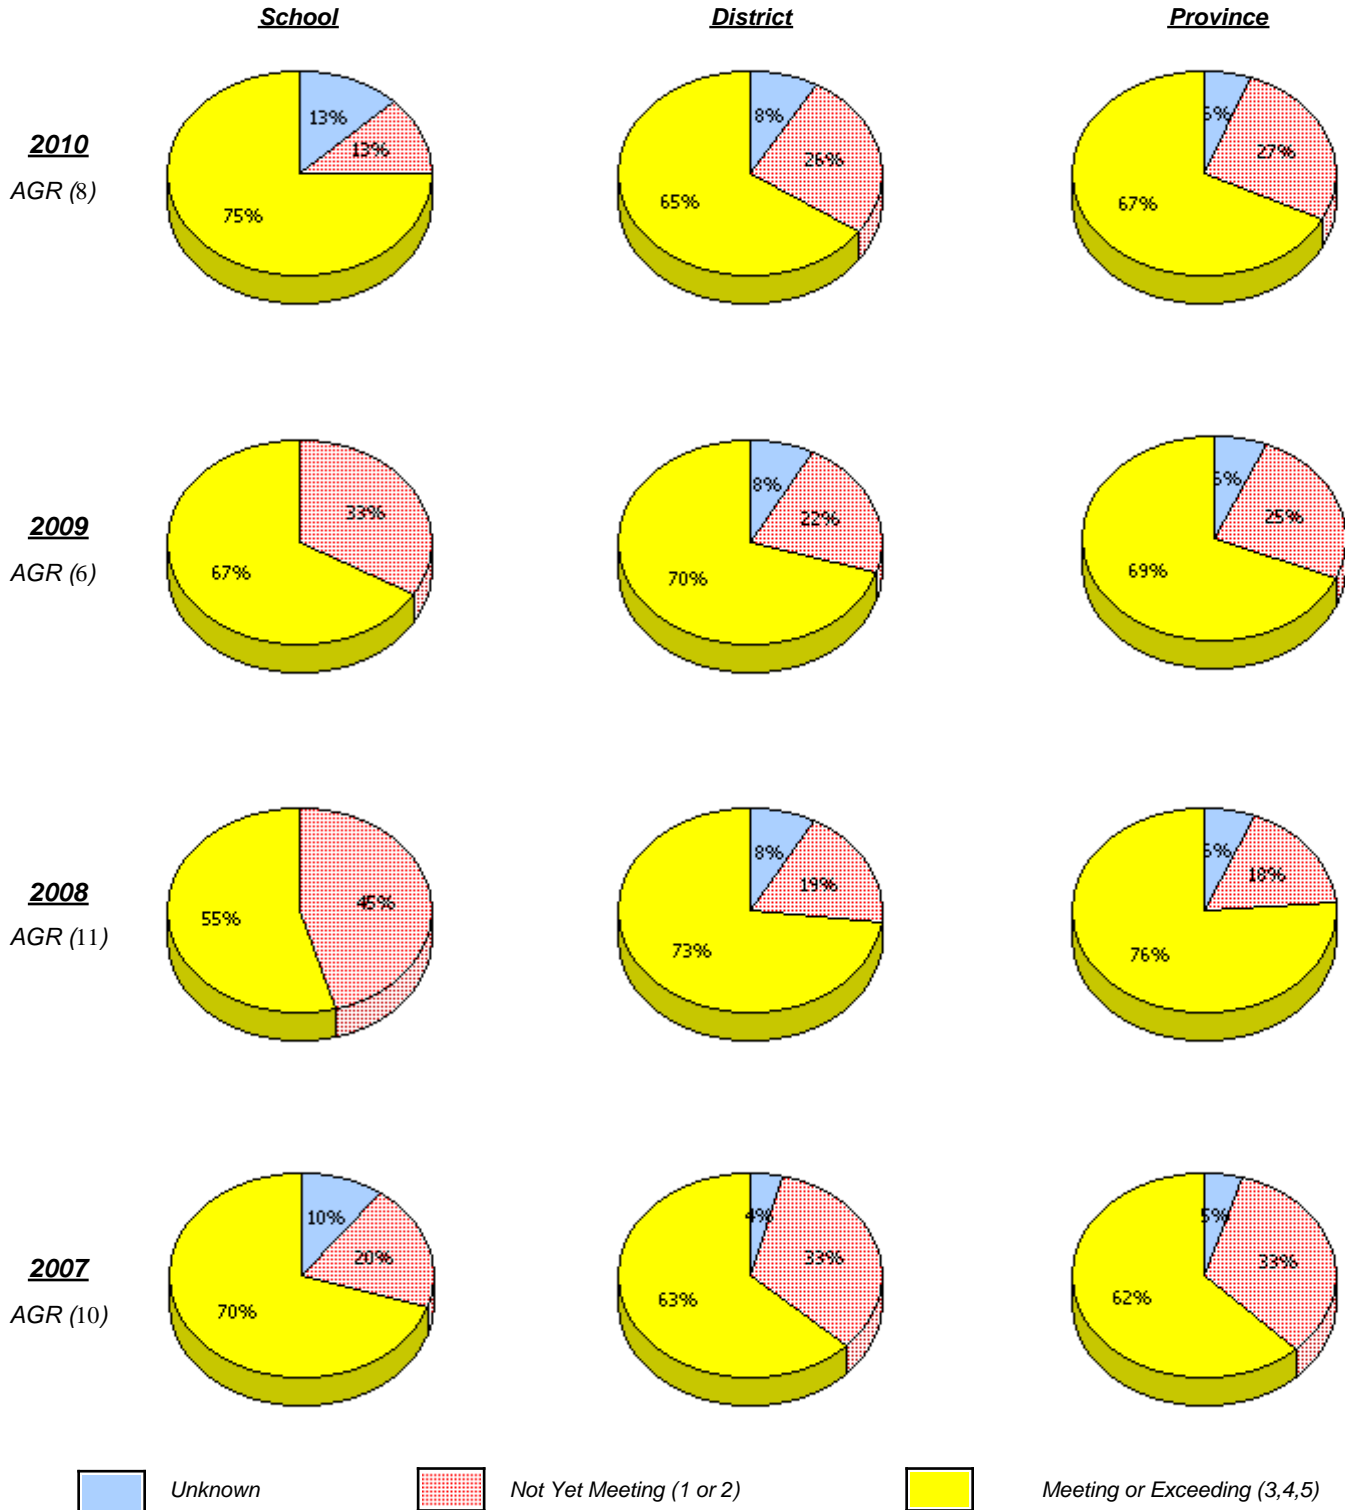 School District Province
2010
AGR (8)
13% 13% 75%
8% 26% 65%
6% 27% 67%
2009
AGR (6)
33% 67%
8% 22% 70%
6% 25% 69%
2008
AGR (11)
45% 55%
8% 19% 73%
6% 18% 76%
2007
AGR (10)
10% 20% 70%
4% 33% 63%
5% 33% 62%
Unknown Not Yet Meeting (1 or 2) Meeting or Exceeding (3,4,5)